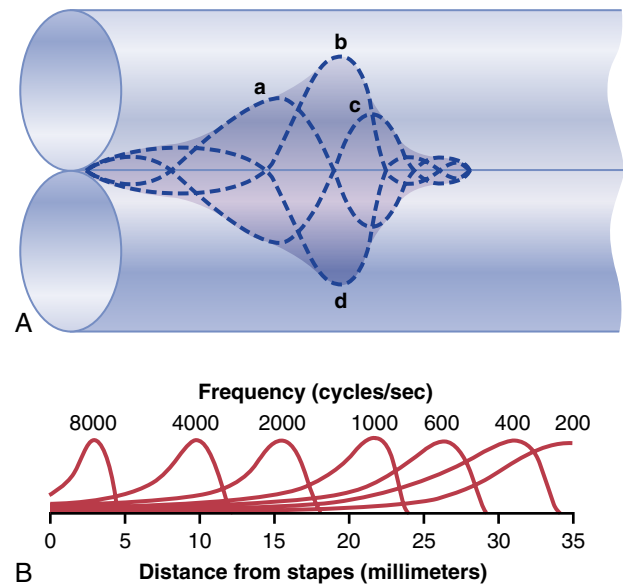 b
a
c
d
A
Frequency (cycles/sec)
8000 4000 2000 1000 600 400 200
0 5 10 15 20 25 30 35
B
Distance from stapes (millimeters)